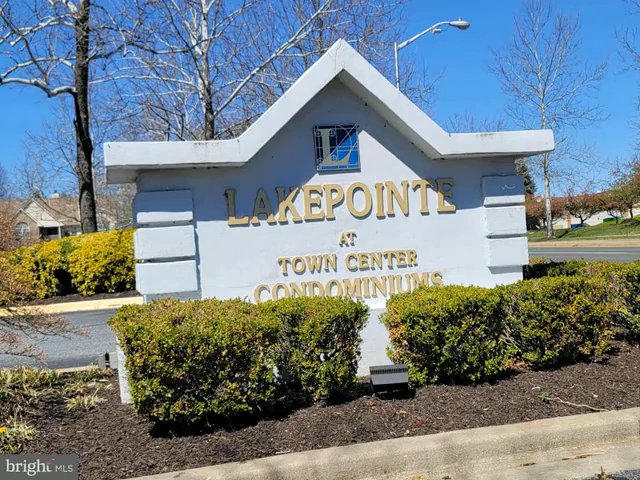 L
LAKEPOINTE
AT
TOWN CENTER
CONDOMINIUMS
bright MLS